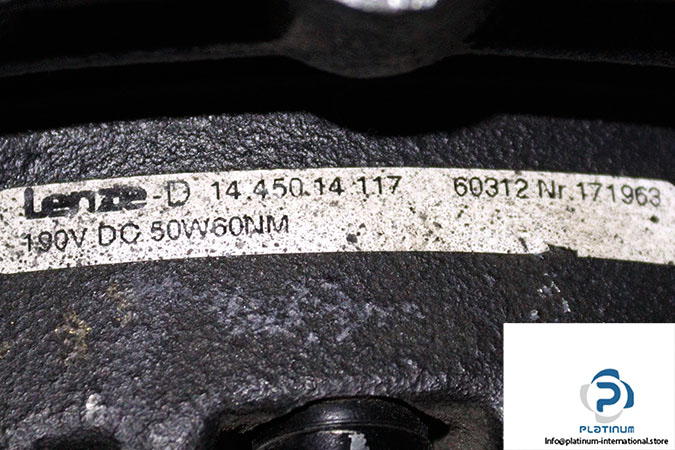 Lenze-D 14.450.14.117 60312 Nr.171963
190V DC 50W60NM
PLATINUM
Info@platinum-international.store